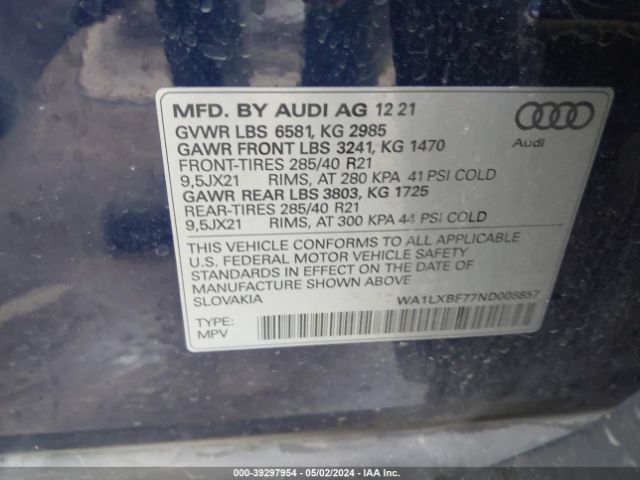 MFD. BY AUDI AG 12 21
GVWR LBS 6581, KG 2985
GAWR FRONT LBS 3241, KG 1470
FRONT-TIRES 285/40 R21
9,5JX21 RIMS, AT 280 KPA 41 PSI COLD
GAWR REAR LBS 3803, KG 1725
REAR-TIRES 285/40 R21
9,5JX21 RIMS, AT 300 KPA 44 PSI COLD
Audi
THIS VEHICLE CONFORMS TO ALL APPLICABLE
U.S. FEDERAL MOTOR VEHICLE SAFETY
STANDARDS IN EFFECT ON THE DATE OF
MANUFACTURE SHOWN ABOVE
SLOVAKIA WA1LXBF77ND008857
TYPE:
MPV
000-39297954 - 05/02/2024 - IAA Inc.